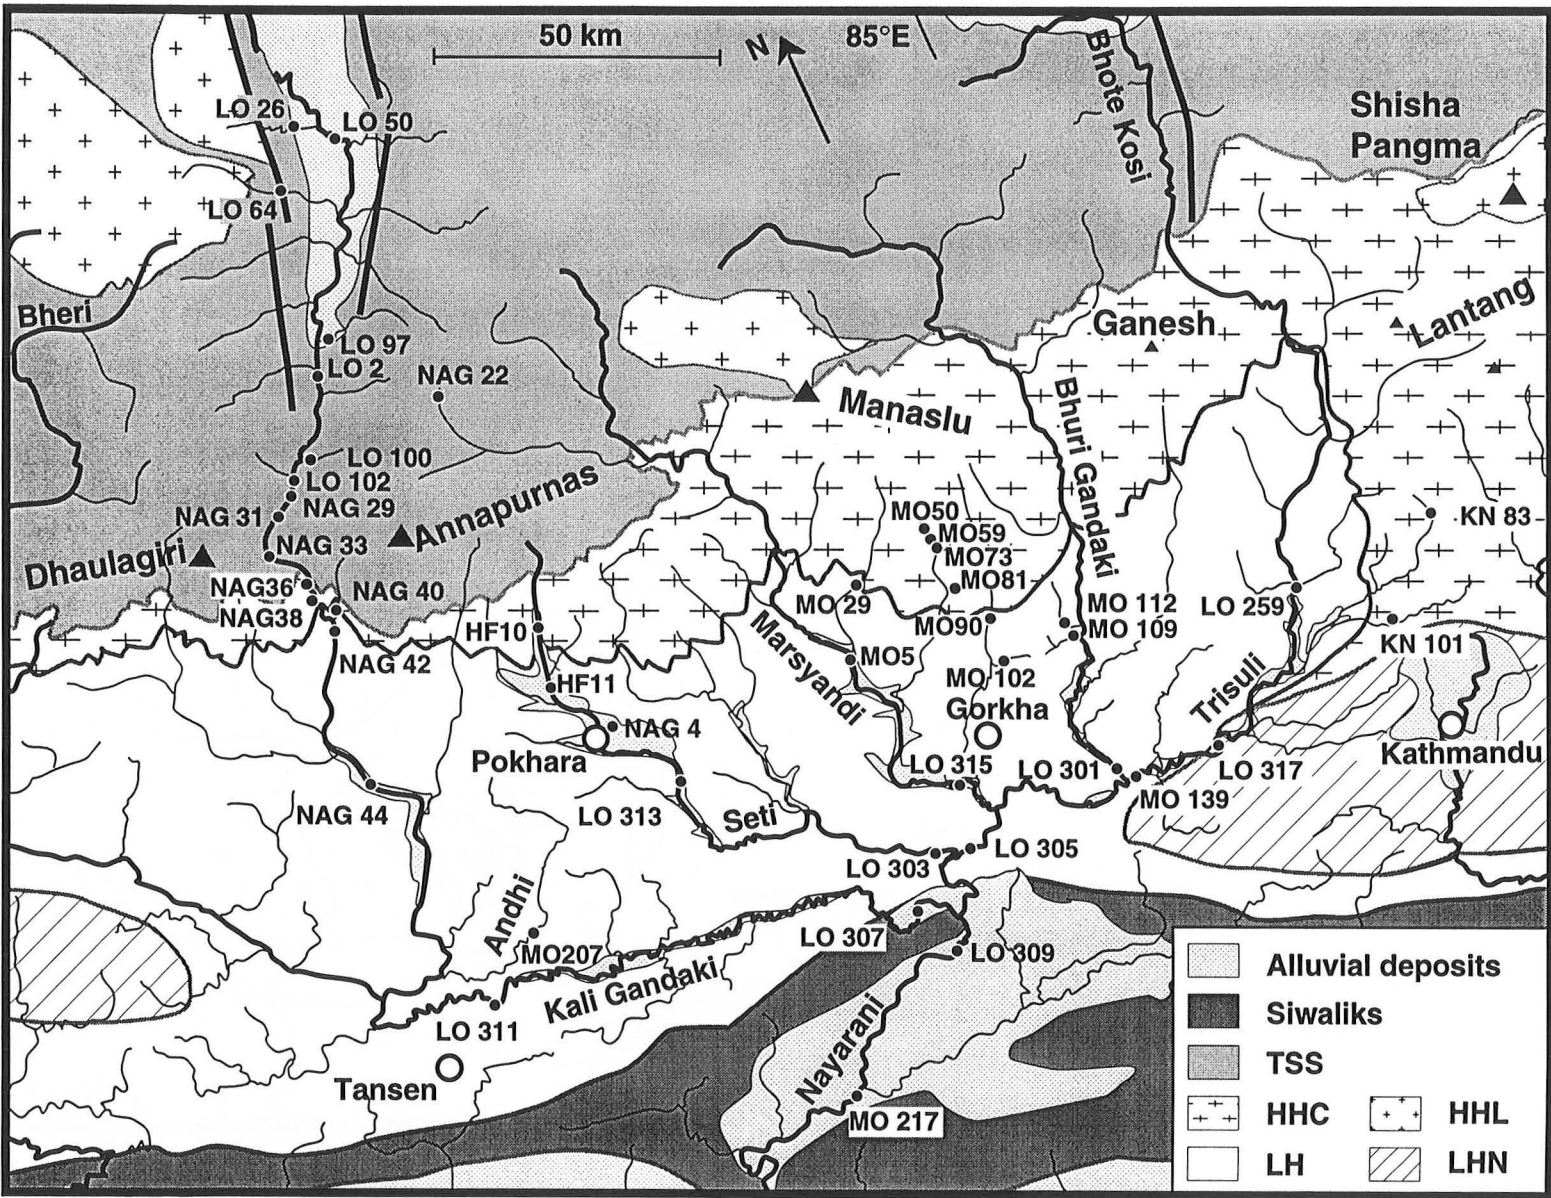 50 km
N
85°E
Bhote Kosi
Shisha
Pangma
LO 26
LO 50
LO 64
Bheri
LO 97
LO 2
NAG 22
Ganesh
Lantang
Manaslu
Bhuri Gandaki
LO 100
LO 102
NAG 29
NAG 31
Annapurnas
NAG 33
Dhaulagiri
NAG36
NAG 40
NAG38
NAG 42
HF10
HF11
NAG 4
Pokhara
MO50
MO59
MO73
MO81
MO 29
MO90
MO 112
MO 109
LO 259
KN 83
KN 101
Marsyandi
MO5
MO 102
Gorkha
Trisuli
Kathmandu
LO 315
LO 301
LO 317
MO 139
NAG 44
LO 313
Seti
LO 303
LO 305
Andhi
MO207
LO 307
LO 309
Kali Gandaki
LO 311
Tansen
Nayarani
MO 217
Alluvial deposits
Siwaliks
TSS
HHC
HHL
LH
LHN